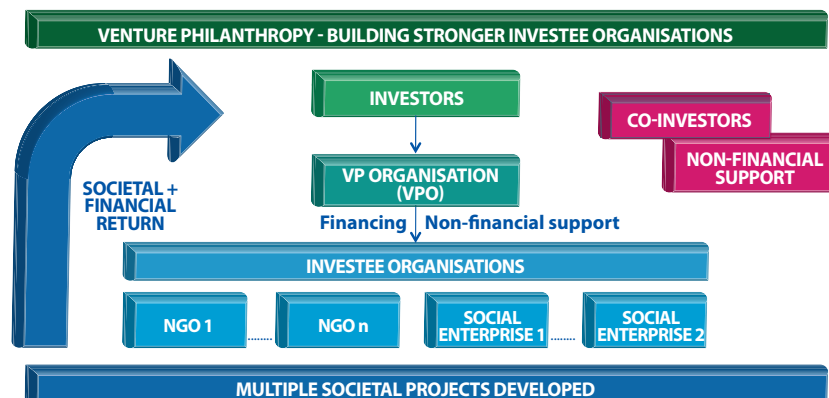 VENTURE PHILANTHROPY - BUILDING STRONGER INVESTEE ORGANISATIONS
INVESTORS
CO-INVESTORS
NON-FINANCIAL
SUPPORT
VP ORGANISATION
(VPO)
SOCIETAL +
FINANCIAL
RETURN
Financing Non-financial support
INVESTEE ORGANISATIONS
NGO 1 ........ NGO n
SOCIAL
ENTERPRISE 1 ........ SOCIAL
ENTERPRISE 2
MULTIPLE SOCIETAL PROJECTS DEVELOPED